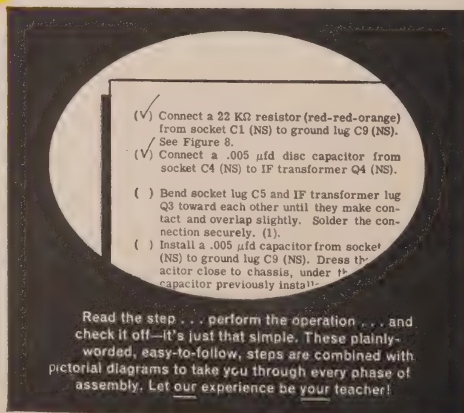 (√) Connect a 22 KΩ resistor (red-red-orange)
from socket C1 (NS) to ground lug C9 (NS).
See Figure 8.
(√) Connect a .005 μfd disc capacitor from
socket C4 (NS) to IF transformer Q4 (NS).
( ) Bend socket lug C5 and IF transformer lug
Q3 toward each other until they make con-
tact and overlap slightly. Solder the con-
nection securely. (1).
( ) Install a .005 μfd capacitor from socket
(NS) to ground lug C9 (NS). Dress
acitor close to chassis, under
capacitor previously
Read the step . . . perform the operation . . . and
check it off—it's just that simple. These plainly-
worded, easy-to-follow, steps are combined with
pictorial diagrams to take you through every phase of
assembly. Let our experience be your teacher!